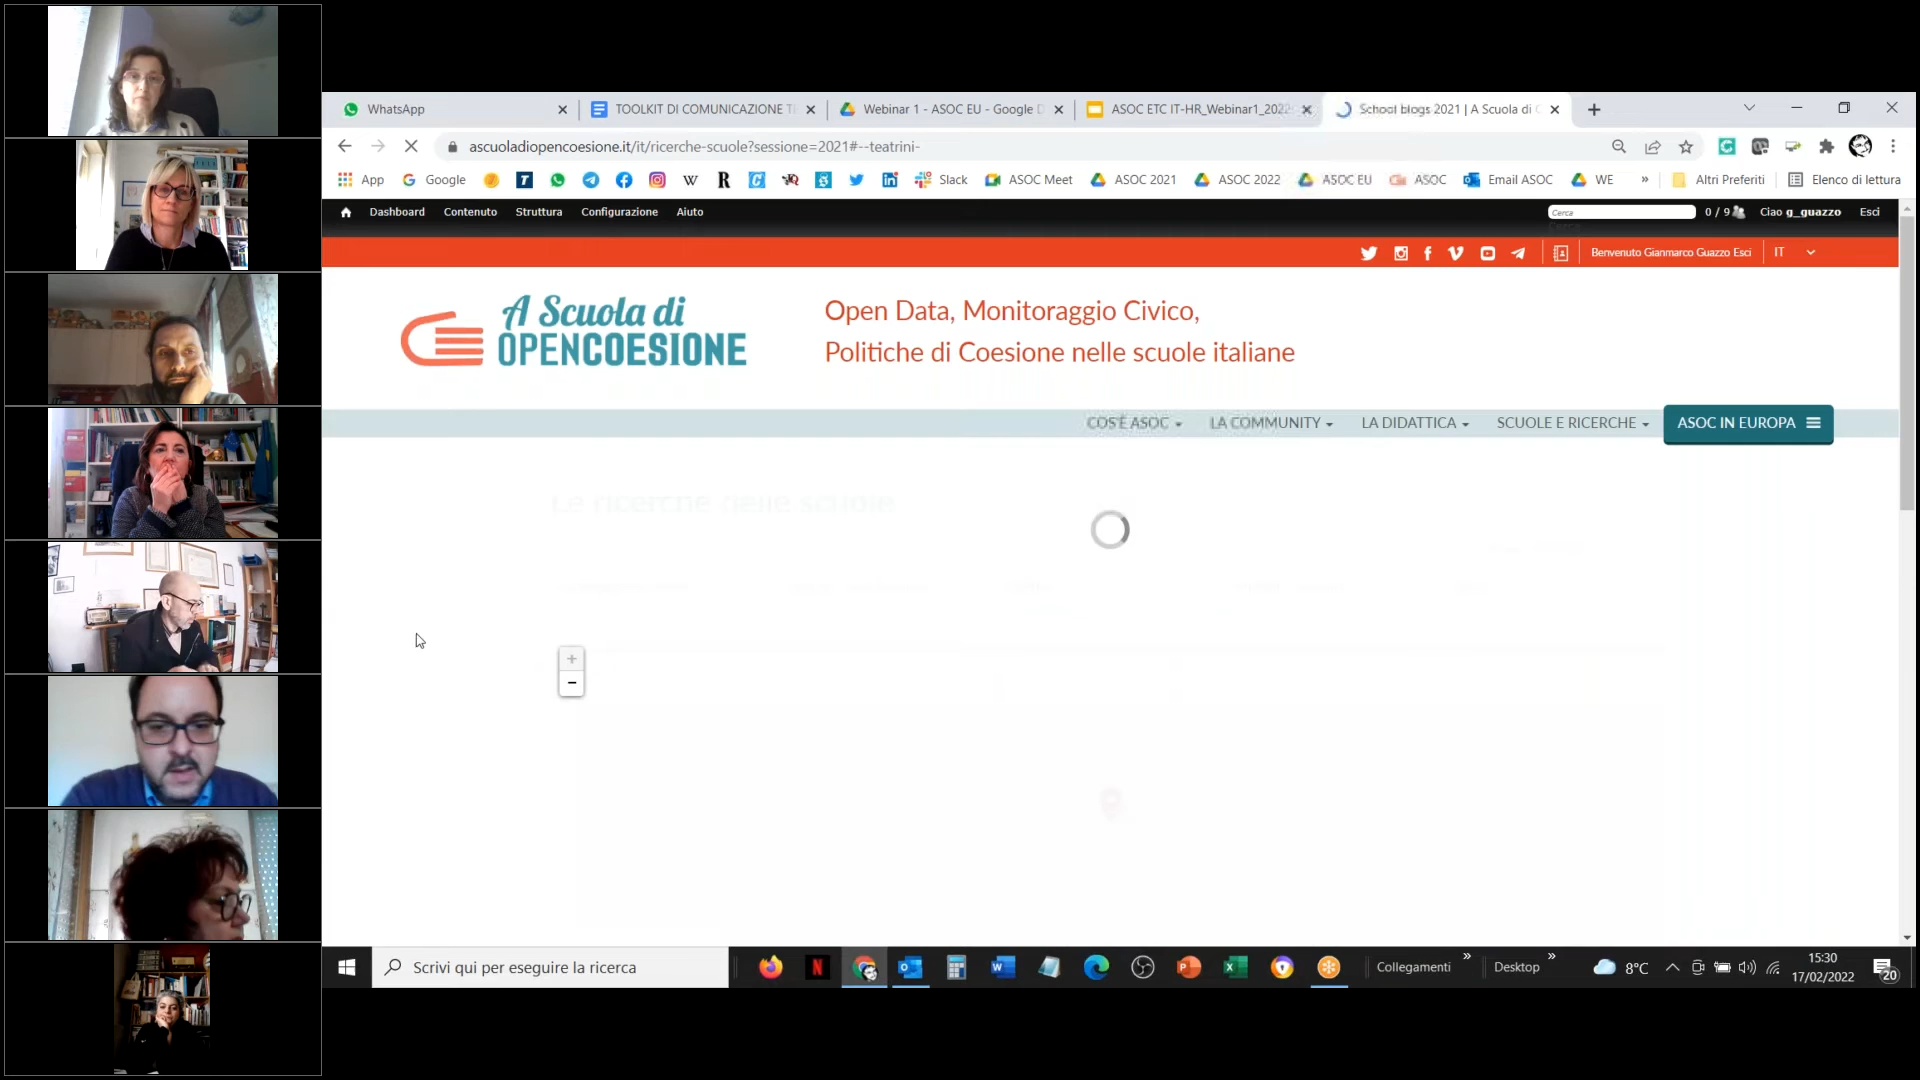 WhatsApp
TOOLKIT DI COMUNICAZIONE T
Webinar 1 - ASOC EU - Google D
ASOC ETC IT-HR_Webinar1_2022
School blogs 2021 | A Scuola di
ascuoladiopencoesione.it/it/ricerche-scuole?sessione=2021#--teatrini-
App
Google
Slack
ASOC Meet
ASOC 2021
ASOC 2022
ASOC EU
ASOC
Email ASOC
WE
»
Altri Preferiti
Elenco di lettura
Dashboard
Contenuto
Struttura
Configurazione
Aiuto
Cerca
0 / 9
Ciao g_guazzo
Esci
Benvenuto Gianmarco Guazzo Esci
IT
A Scuola di
OPENCOESIONE
Open Data, Monitoraggio Civico,
Politiche di Coesione nelle scuole italiane
COS'È ASOC
LA COMMUNITY
LA DIDATTICA
SCUOLE E RICERCHE
ASOC IN EUROPA
Le ricerche delle scuole
+
-
Scrivi qui per eseguire la ricerca
Collegamenti
»
Desktop
»
8°C
15:30
17/02/2022
20